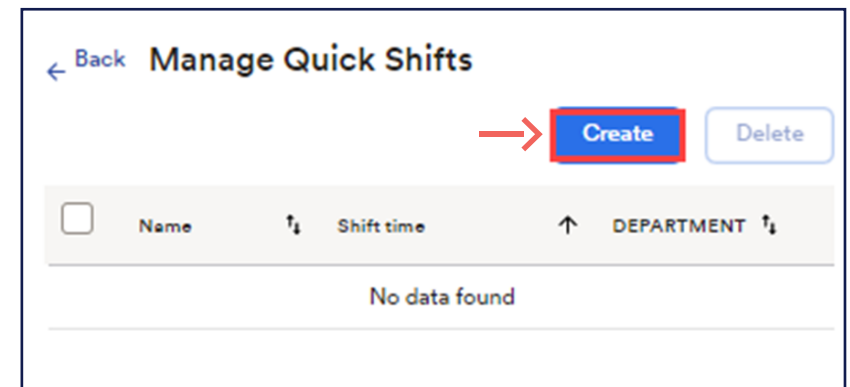 Back Manage Quick Shifts
Create Delete
Name Shift time DEPARTMENT
No data found